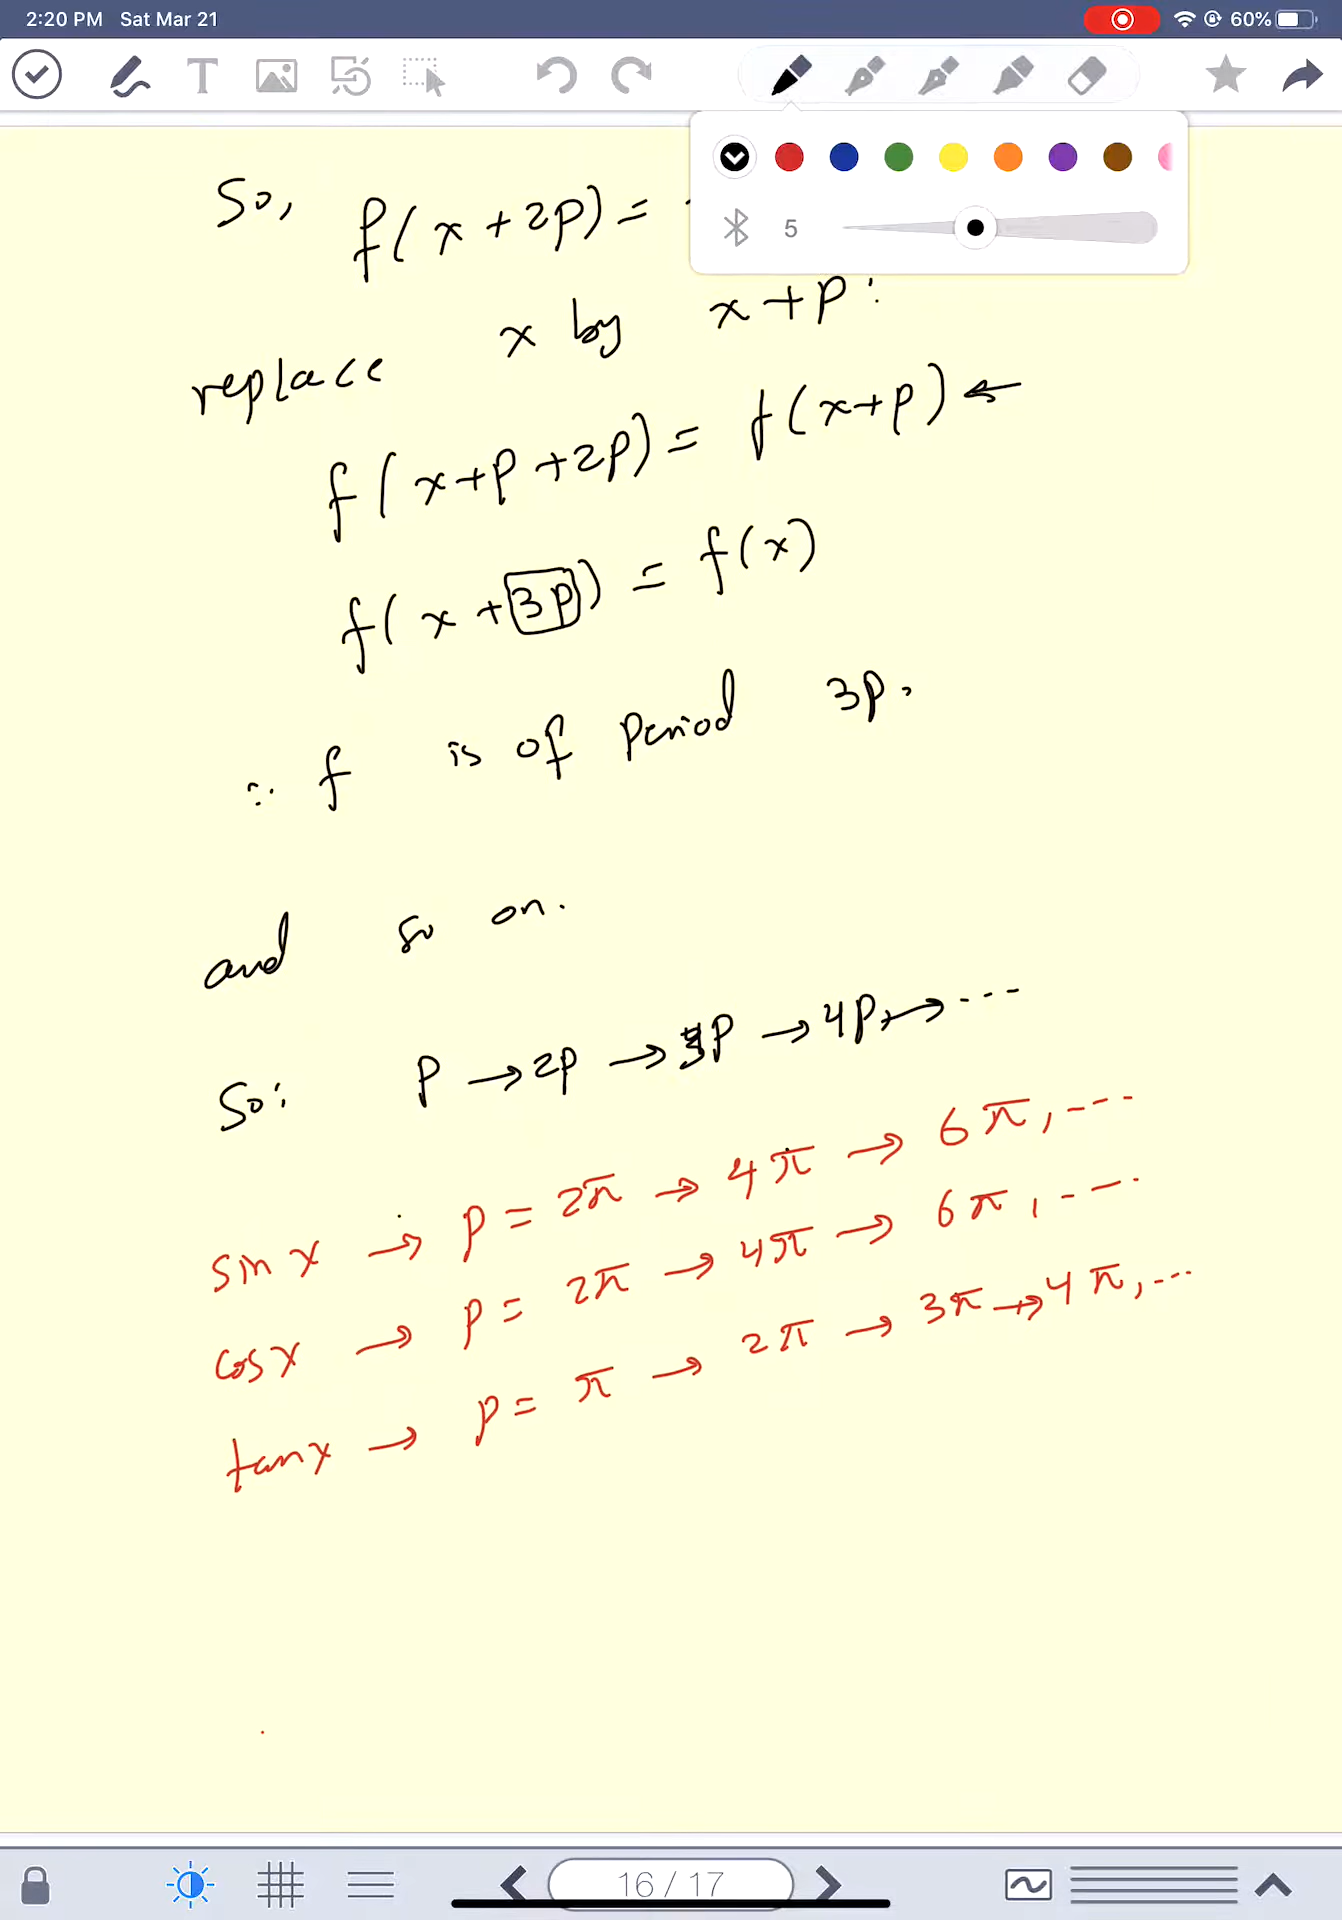 2:20 PM Sat Mar 21 60%
T
5
So, f(x+2p) =
replace x by x+p:
f(x+p+2p) = f(x+p) ←
f(x+3p) = f(x)
∴ f is of period 3p.
and so on.
So: p → 2p → 3p → 4p → ---
sin x → p = 2π → 4π → 6π, ---
cos x → p = 2π → 4π → 6π, ---
tan x → p = π → 2π → 3π → 4π, ---
16 / 17